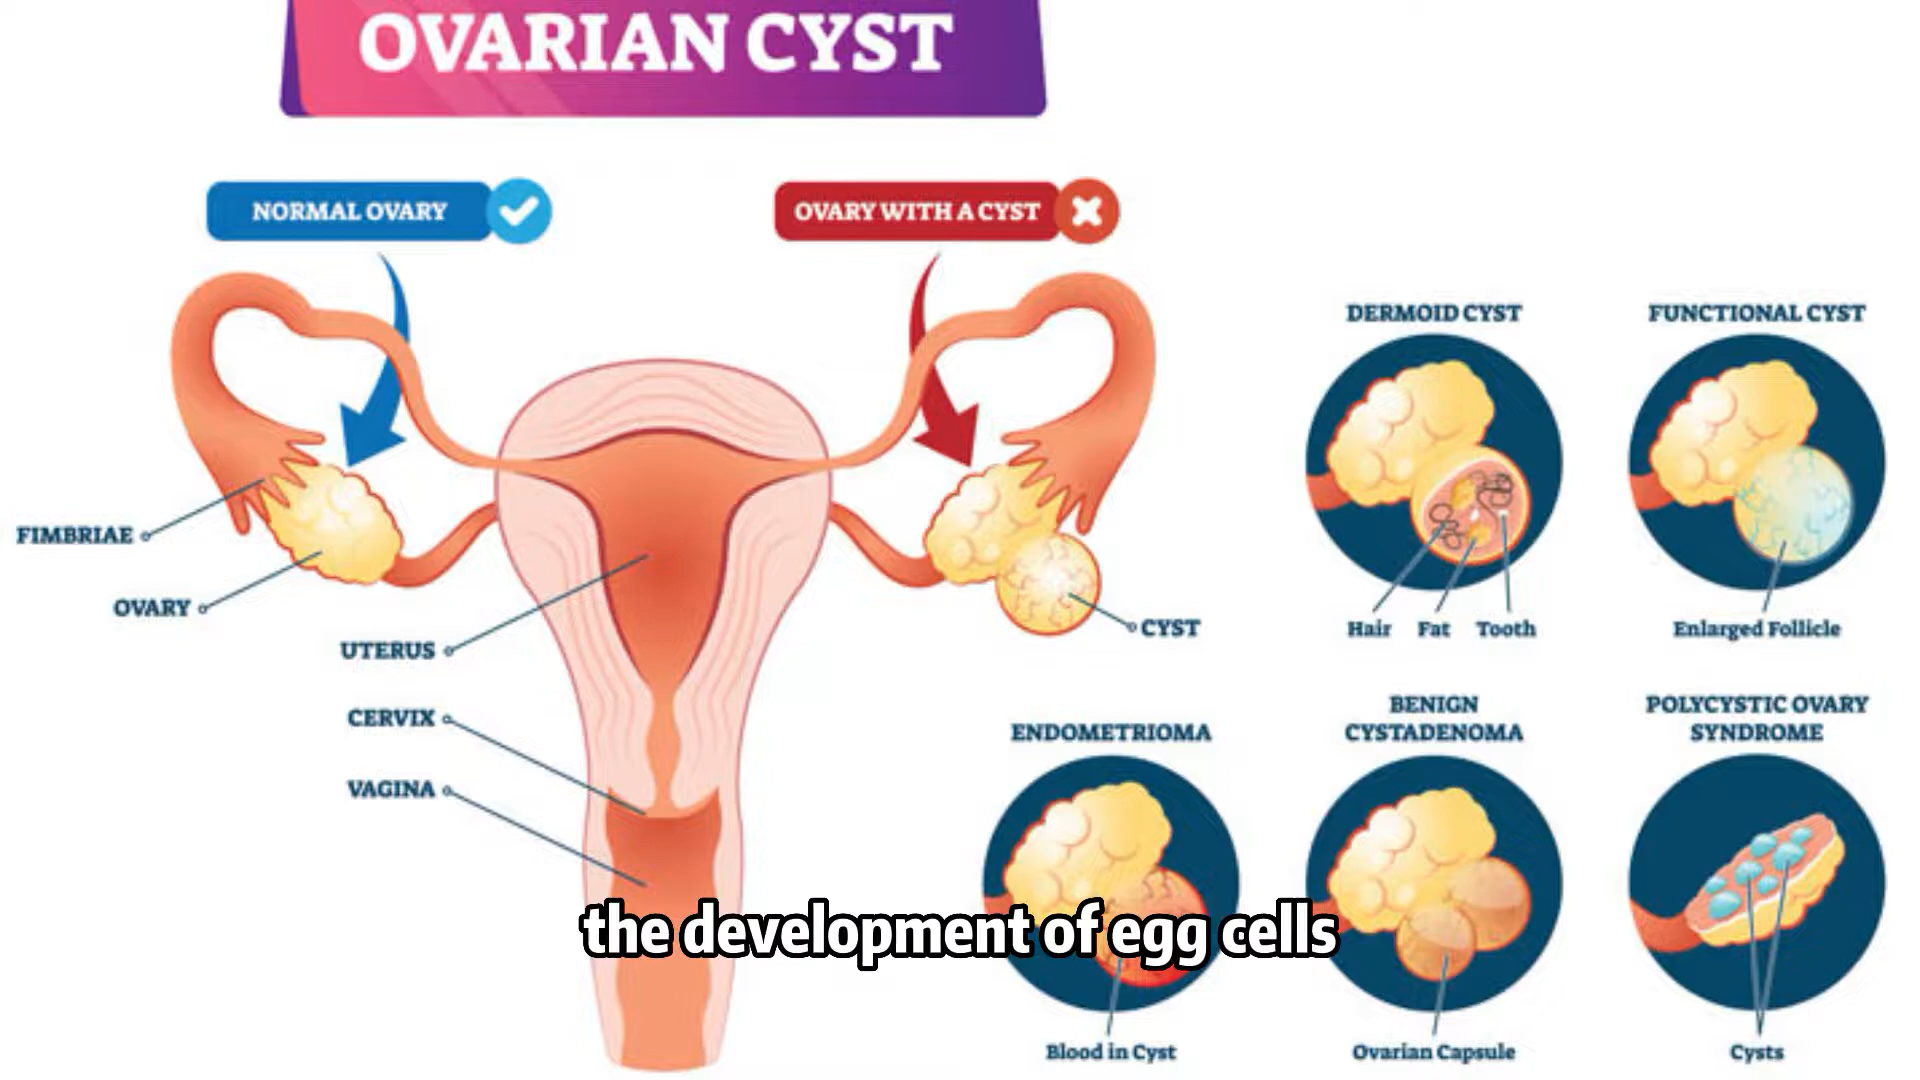 OVARIAN CYST
NORMAL OVARY
OVARY WITH A CYST
FIMBRIAE
OVARY
UTERUS
CERVIX
VAGINA
CYST
DERMOID CYST
Hair Fat Tooth
FUNCTIONAL CYST
Enlarged Follicle
ENDOMETRIOMA
Blood in Cyst
BENIGN
CYSTADENOMA
Ovarian Capsule
POLYCYSTIC OVARY
SYNDROME
Cysts
the development of egg cells